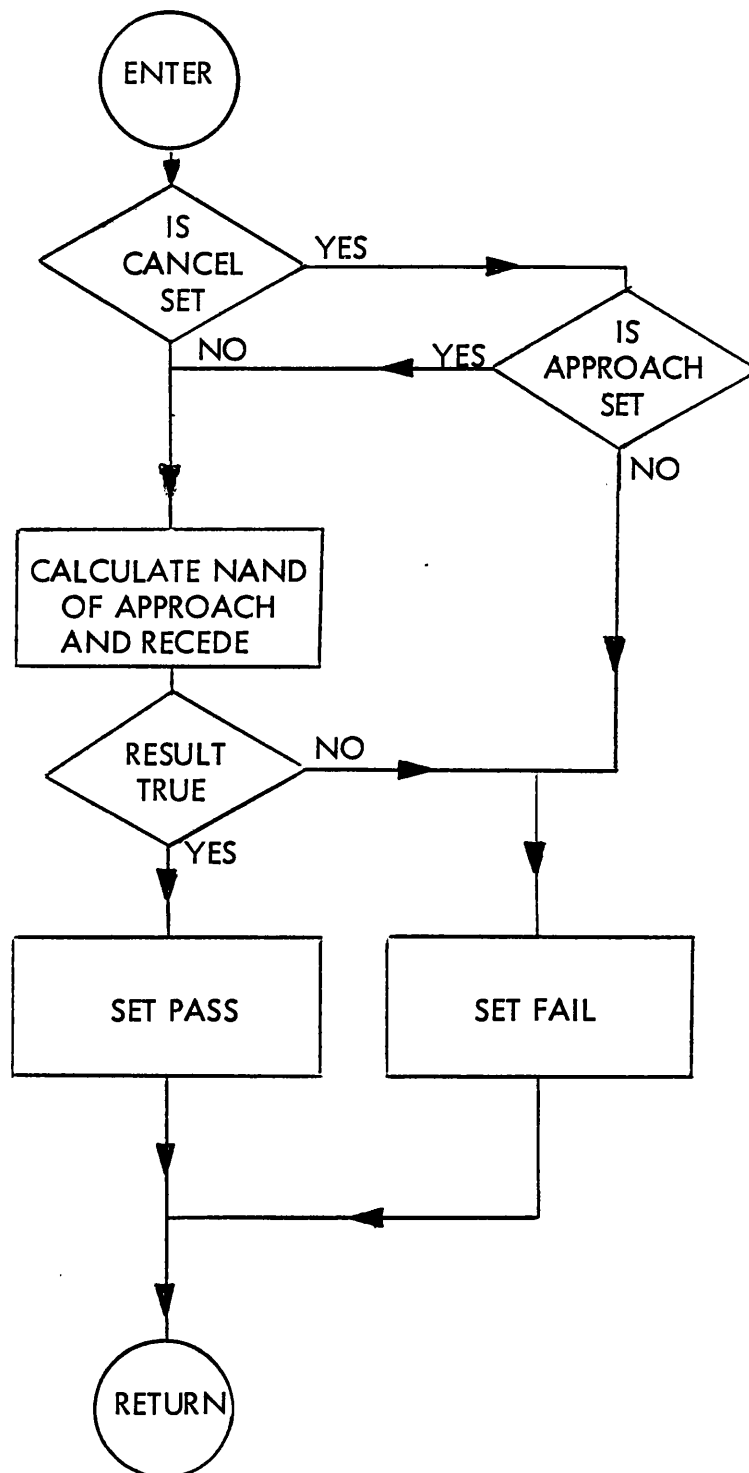 ENTER
IS
CANCEL
SET
YES
IS
APPROACH
SET
NO
YES
NO
CALCULATE NAND
OF APPROACH
AND RECEDE
RESULT
TRUE
NO
YES
SET PASS
SET FAIL
RETURN